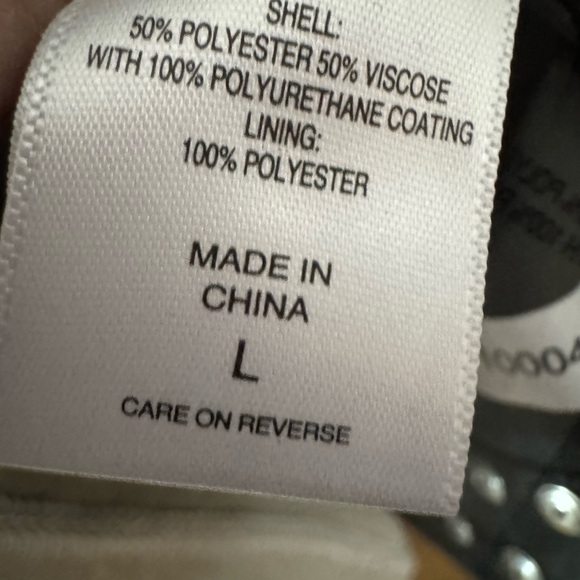 SHELL:
50% POLYESTER 50% VISCOSE
WITH 100% POLYURETHANE COATING
LINING:
100% POLYESTER
MADE IN
CHINA
L
CARE ON REVERSE